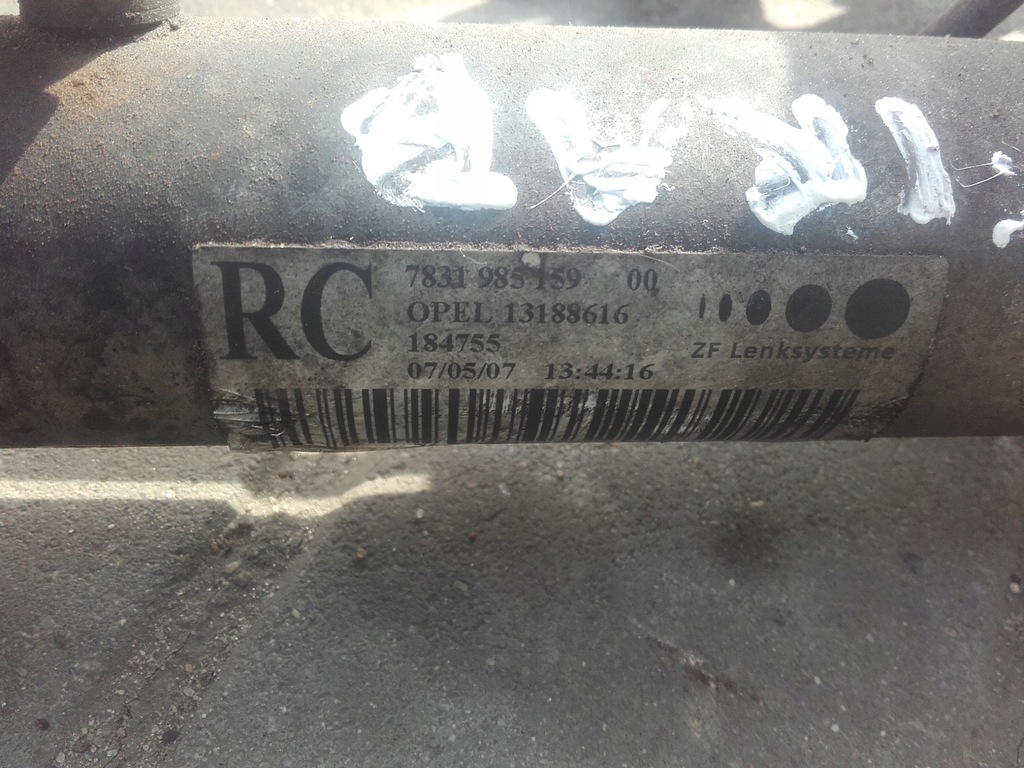 RC
7831 985 159 00
OPEL 13188616
184755
07/05/07 13:44:16
ZF Lenksysteme